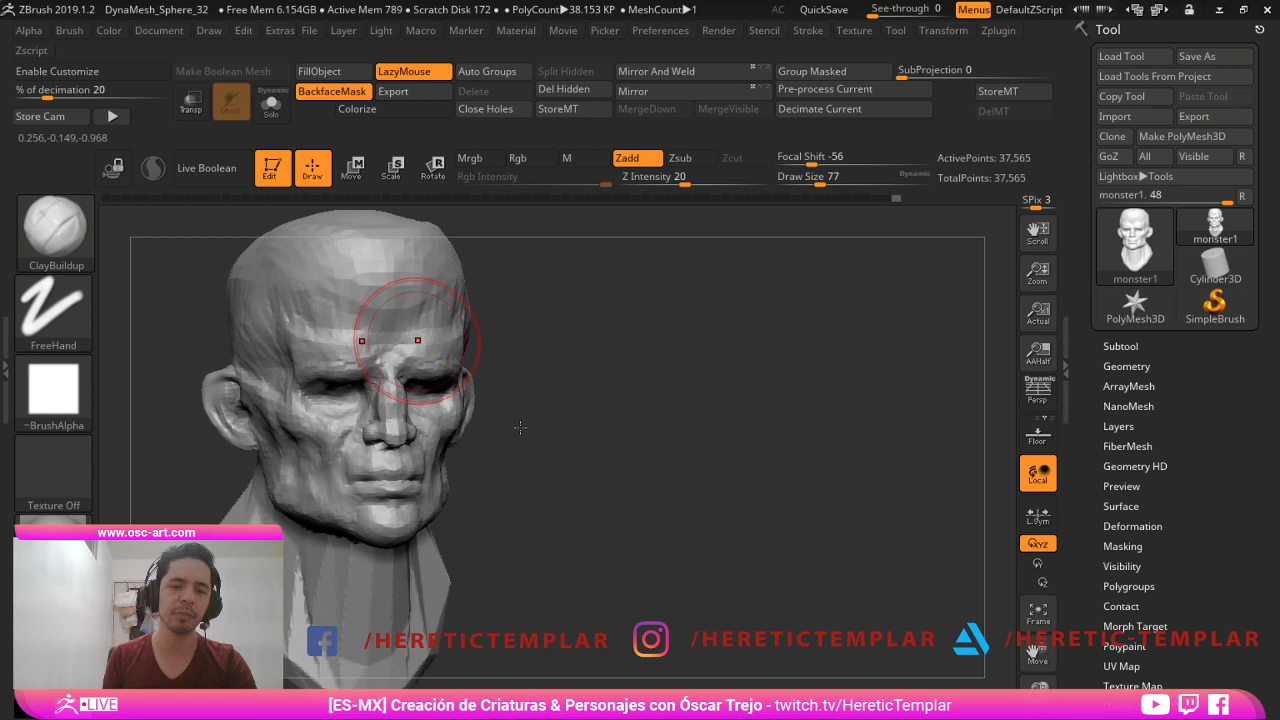 ZBrush 2019.1.2 DynaMesh_Sphere_32 • Free Mem 6.154GB • Active Mem 789 • Scratch Disk 172 • PolyCount▶38.153 KP • MeshCount▶1 AC QuickSave See-through 0 Menus DefaultZScript
Alpha Brush Color Document Draw Edit Extras File Layer Light Macro Marker Material Movie Picker Preferences Render Stencil Stroke Texture Tool Transform Zplugin
Zscript
Enable Customize Make Boolean Mesh FillObject LazyMouse Auto Groups Split Hidden Mirror And Weld Group Masked SubProjection 0
% of decimation 20 Transp Ghost Dynamic Solo BackfaceMask Export Delete Del Hidden Mirror Pre-process Current StoreMT
Store Cam Colorize Close Holes StoreMT MergeDown MergeVisible Decimate Current DelMT
0.256,-0.149,-0.968
Live Boolean Edit Draw Move Scale Rotate Mrgb Rgb M Zadd Zsub Zcut Focal Shift -56 ActivePoints: 37,565
Rgb Intensity Z Intensity 20 Draw Size 77 Dynamic TotalPoints: 37,565
ClayBuildup
FreeHand
~BrushAlpha
Texture Off
SPix 3
Scroll
Zoom
Actual
AAHalf
Dynamic
Persp
Floor
Local
L.Sym
XYZ
Frame
Move
Tool
Load Tool Save As
Load Tools From Project
Copy Tool Paste Tool
Import Export
Clone Make PolyMesh3D
GoZ All Visible R
Lightbox▶Tools
monster1. 48 R
monster1
monster1 Cylinder3D
PolyMesh3D SimpleBrush
Subtool
Geometry
ArrayMesh
NanoMesh
Layers
FiberMesh
Geometry HD
Preview
Surface
Deformation
Masking
Visibility
Polygroups
Contact
Morph Target
Polypaint
UV Map
Texture Map
www.osc-art.com
/HERETICTEMPLAR /HERETICTEMPLAR /HERETIC-TEMPLAR
LIVE [ES-MX] Creación de Criaturas & Personajes con Óscar Trejo - twitch.tv/HereticTemplar